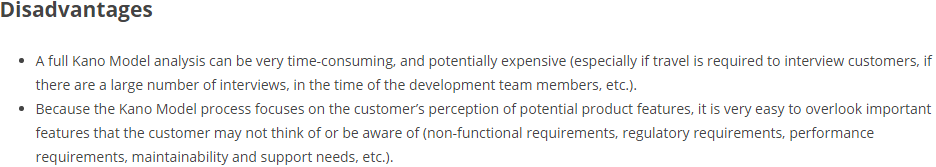 Disadvantages
• A full Kano Model analysis can be very time-consuming, and potentially expensive (especially if travel is required to interview customers, if
there are a large number of interviews, in the time of the development team members, etc.).
• Because the Kano Model process focuses on the customer’s perception of potential product features, it is very easy to overlook important
features that the customer may not think of or be aware of (non-functional requirements, regulatory requirements, performance
requirements, maintainability and support needs, etc.).